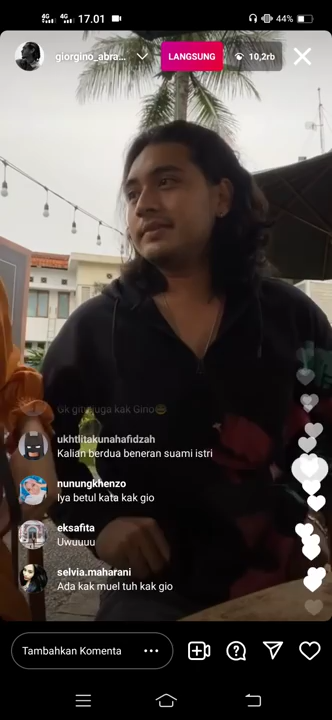 4G 4G 17.01 44%
giorgino_abra... LANGSUNG 10,2rb
Gk gitu juga kak Gino😅
ukhtlitakunahafidzah
Kalian berdua beneran suami istri
nunungkhenzo
Iya betul kata kak gio
eksafita
Uwuuuu
selvia.maharani
Ada kak muel tuh kak gio
Tambahkan Komenta